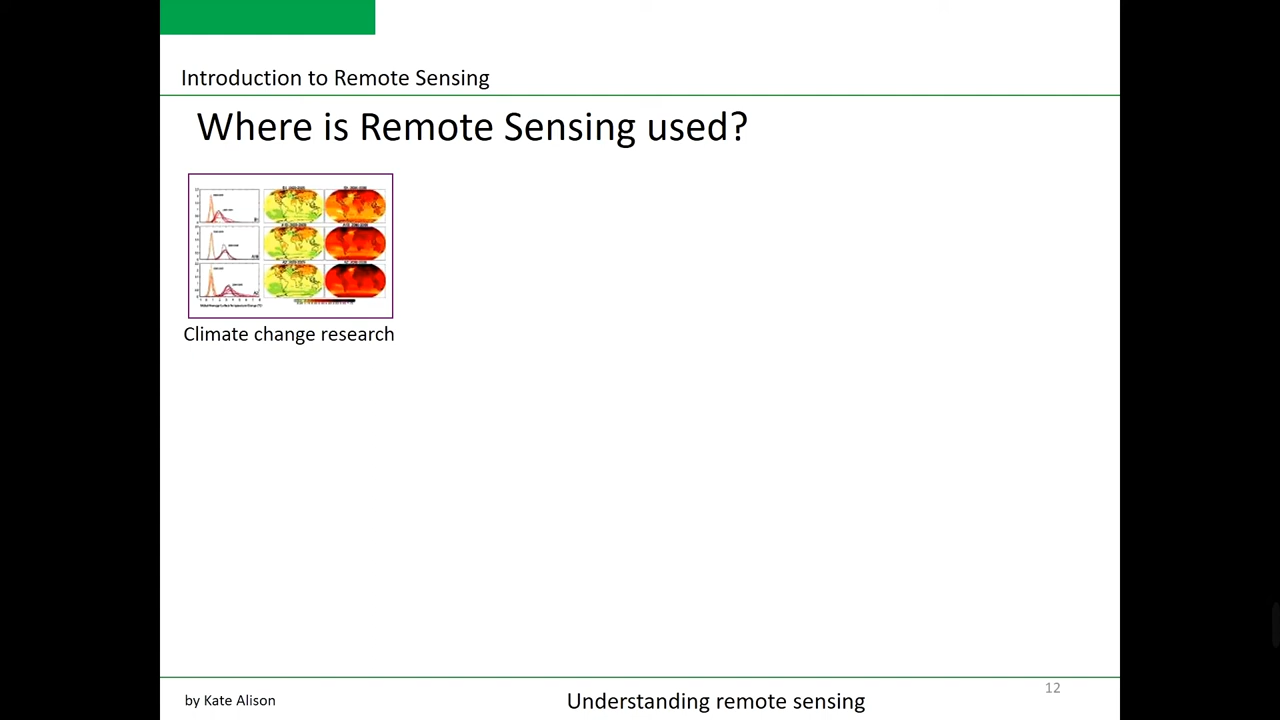 Introduction to Remote Sensing
Where is Remote Sensing used?
Climate change research
by Kate Alison
Understanding remote sensing
12